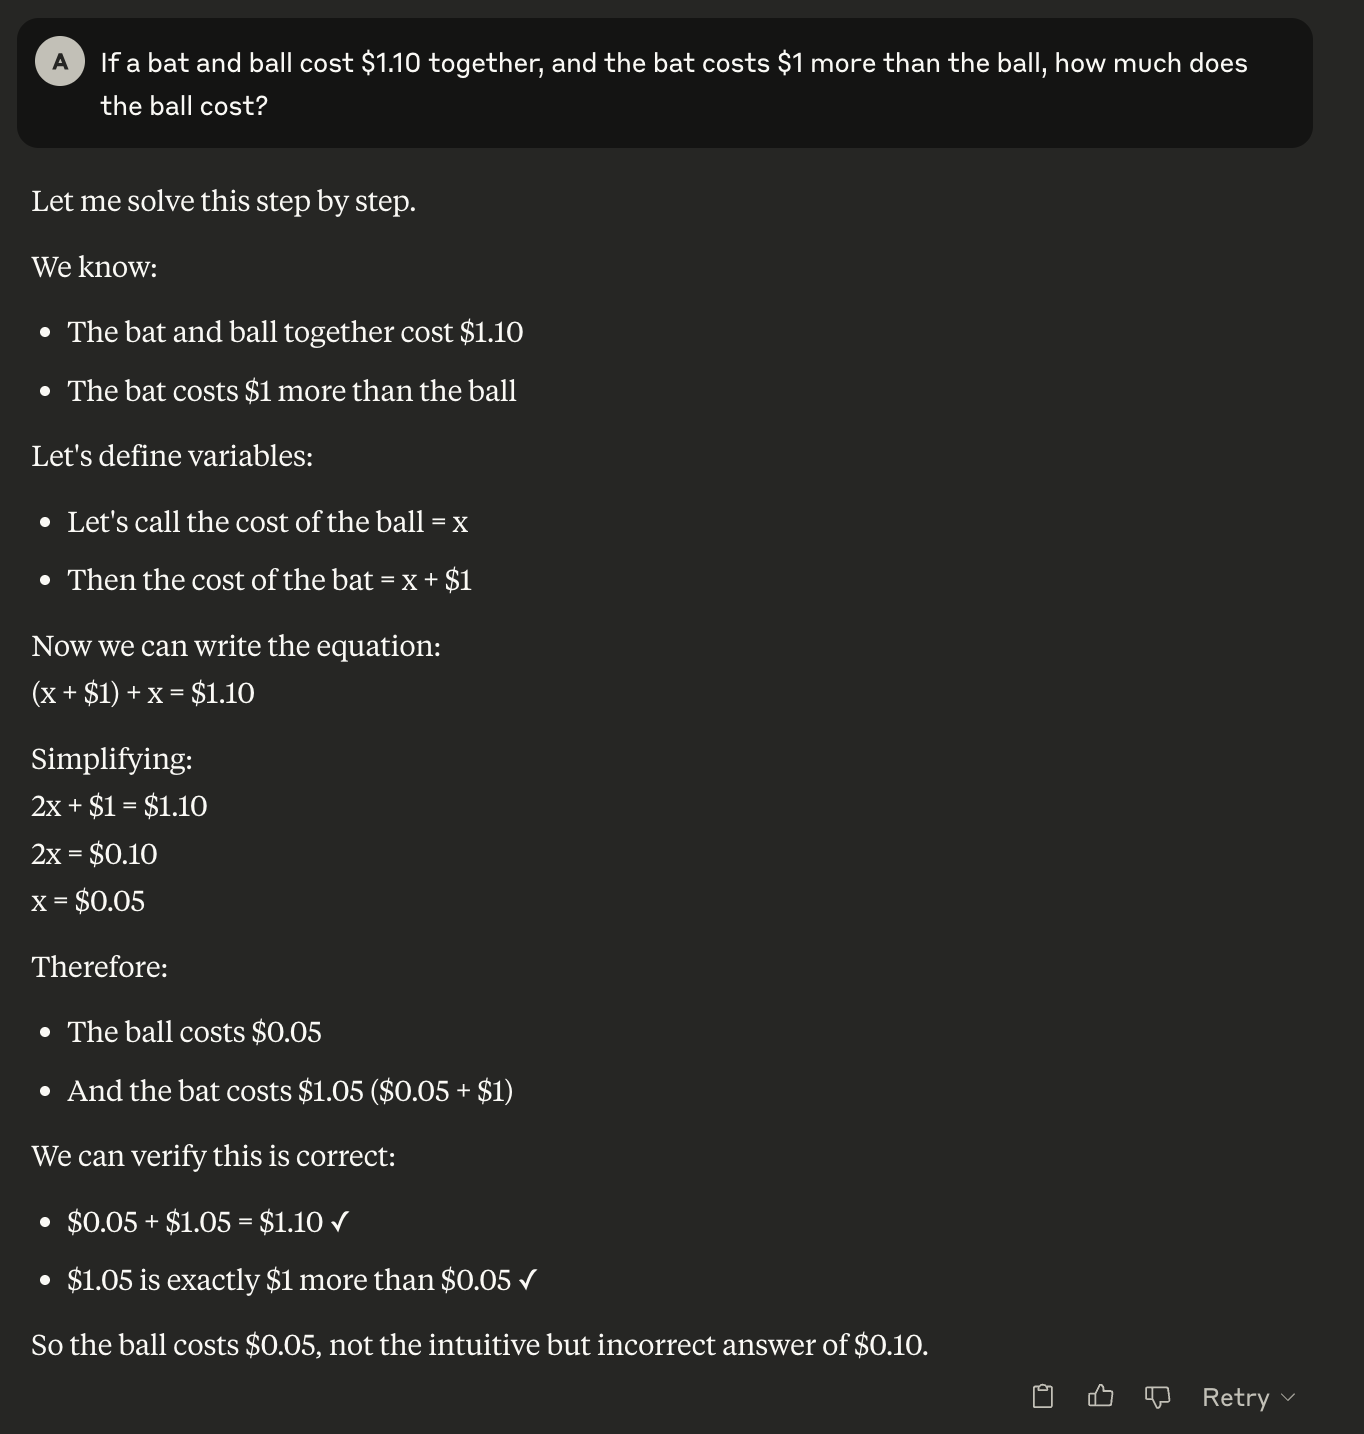 A
If a bat and ball cost $1.10 together, and the bat costs $1 more than the ball, how much does
the ball cost?
Let me solve this step by step.
We know:
• The bat and ball together cost $1.10
• The bat costs $1 more than the ball
Let's define variables:
• Let's call the cost of the ball = x
• Then the cost of the bat = x + $1
Now we can write the equation:
(x + $1) + x = $1.10
Simplifying:
2x + $1 = $1.10
2x = $0.10
x = $0.05
Therefore:
• The ball costs $0.05
• And the bat costs $1.05 ($0.05 + $1)
We can verify this is correct:
• $0.05 + $1.05 = $1.10 ✓
• $1.05 is exactly $1 more than $0.05 ✓
So the ball costs $0.05, not the intuitive but incorrect answer of $0.10.
Retry